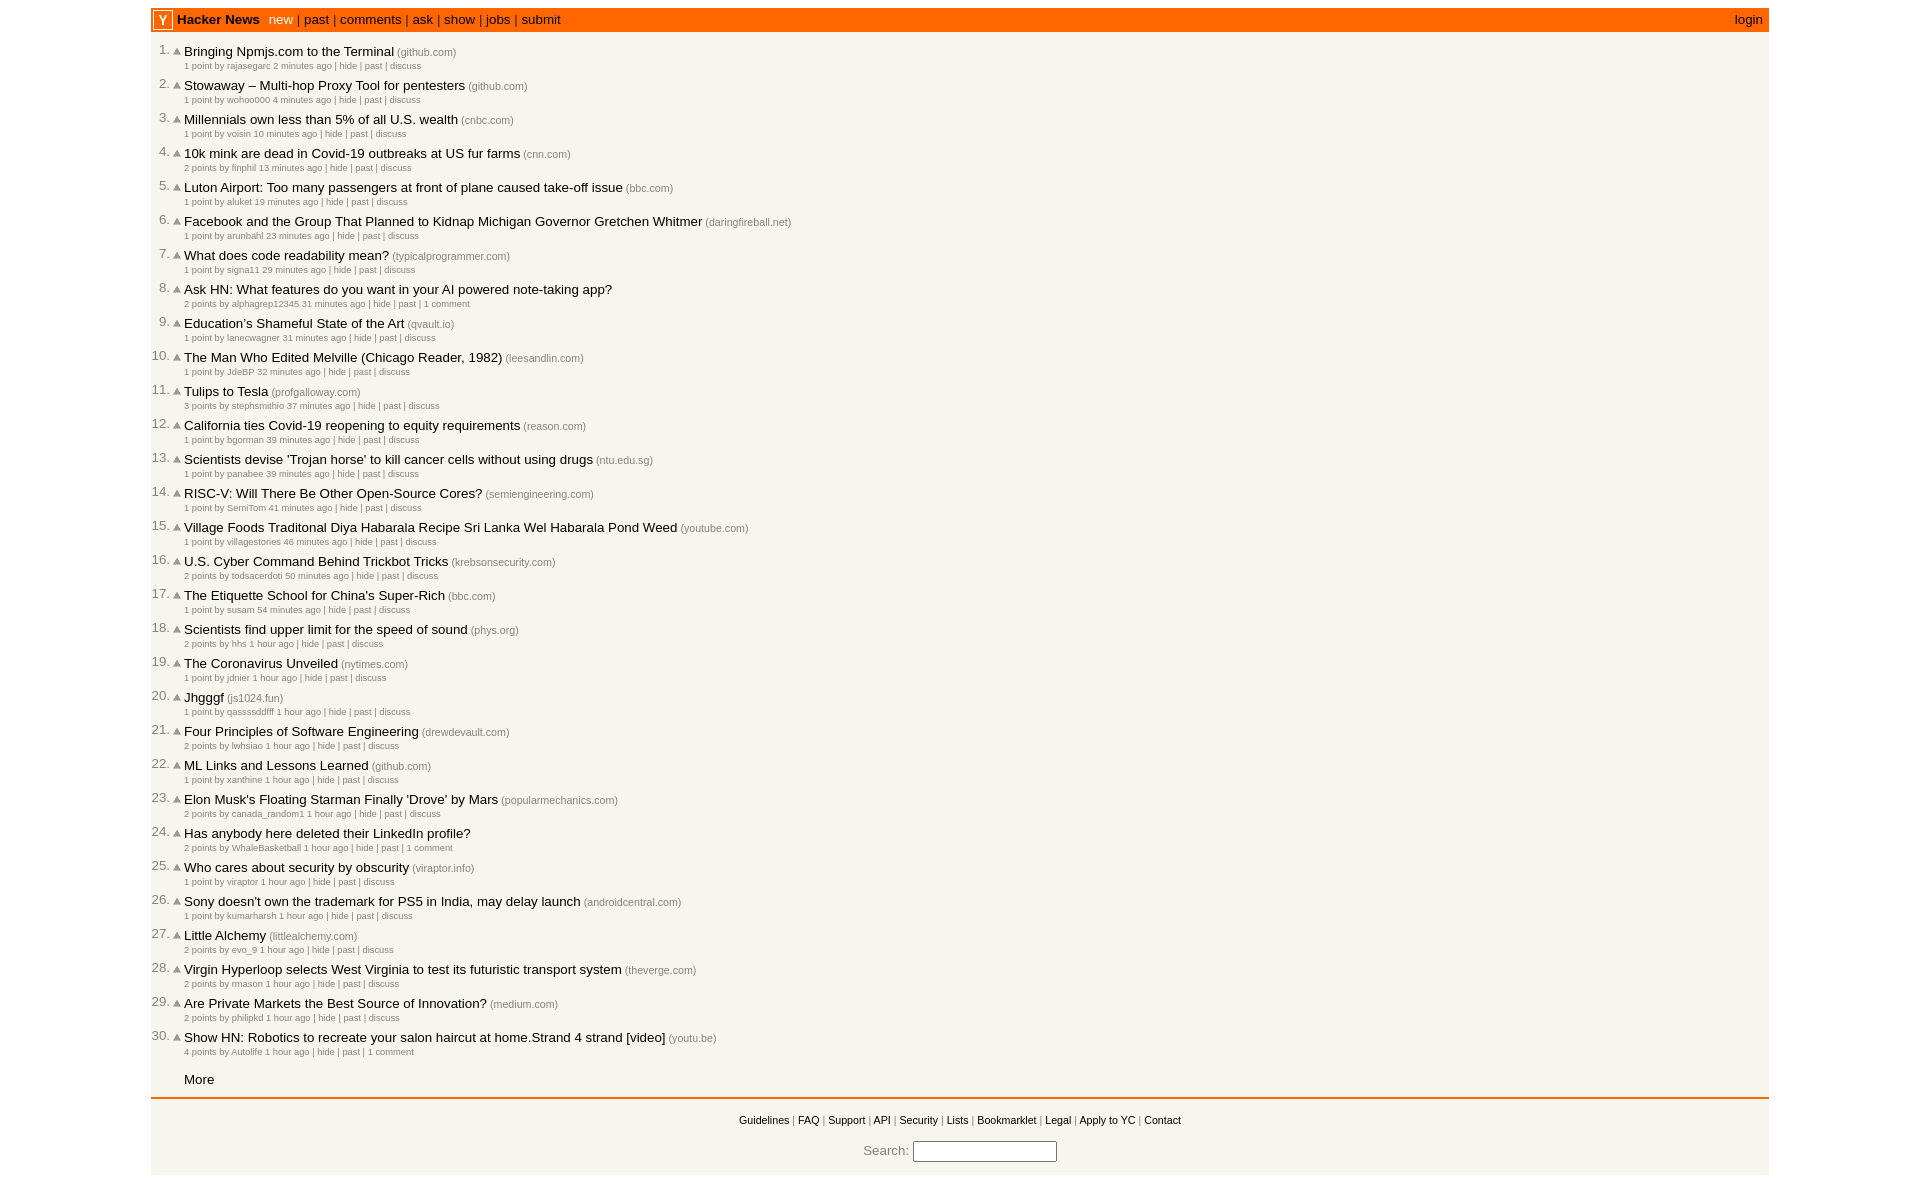 Y Hacker News new | past | comments | ask | show | jobs | submit login
1. Bringing Npmjs.com to the Terminal (github.com)
1 point by rajasegarc 2 minutes ago | hide | past | discuss
2. Stowaway – Multi-hop Proxy Tool for pentesters (github.com)
1 point by wohoo000 4 minutes ago | hide | past | discuss
3. Millennials own less than 5% of all U.S. wealth (cnbc.com)
1 point by voisin 10 minutes ago | hide | past | discuss
4. 10k mink are dead in Covid-19 outbreaks at US fur farms (cnn.com)
2 points by finphil 13 minutes ago | hide | past | discuss
5. Luton Airport: Too many passengers at front of plane caused take-off issue (bbc.com)
1 point by aluket 19 minutes ago | hide | past | discuss
6. Facebook and the Group That Planned to Kidnap Michigan Governor Gretchen Whitmer (daringfireball.net)
1 point by arunbahl 23 minutes ago | hide | past | discuss
7. What does code readability mean? (typicalprogrammer.com)
1 point by signa11 29 minutes ago | hide | past | discuss
8. Ask HN: What features do you want in your AI powered note-taking app?
2 points by alphagrep12345 31 minutes ago | hide | past | 1 comment
9. Education’s Shameful State of the Art (qvault.io)
1 point by lanecwagner 31 minutes ago | hide | past | discuss
10. The Man Who Edited Melville (Chicago Reader, 1982) (leesandlin.com)
1 point by JdeBP 32 minutes ago | hide | past | discuss
11. Tulips to Tesla (profgalloway.com)
3 points by stephsmithio 37 minutes ago | hide | past | discuss
12. California ties Covid-19 reopening to equity requirements (reason.com)
1 point by bgorman 39 minutes ago | hide | past | discuss
13. Scientists devise 'Trojan horse' to kill cancer cells without using drugs (ntu.edu.sg)
1 point by panabee 39 minutes ago | hide | past | discuss
14. RISC-V: Will There Be Other Open-Source Cores? (semiengineering.com)
1 point by SemiTom 41 minutes ago | hide | past | discuss
15. Village Foods Traditonal Diya Habarala Recipe Sri Lanka Wel Habarala Pond Weed (youtube.com)
1 point by villagestories 46 minutes ago | hide | past | discuss
16. U.S. Cyber Command Behind Trickbot Tricks (krebsonsecurity.com)
2 points by todsacerdoti 50 minutes ago | hide | past | discuss
17. The Etiquette School for China's Super-Rich (bbc.com)
1 point by susam 54 minutes ago | hide | past | discuss
18. Scientists find upper limit for the speed of sound (phys.org)
2 points by hhs 1 hour ago | hide | past | discuss
19. The Coronavirus Unveiled (nytimes.com)
1 point by jdnier 1 hour ago | hide | past | discuss
20. Jhgggf (js1024.fun)
1 point by qassssddfff 1 hour ago | hide | past | discuss
21. Four Principles of Software Engineering (drewdevault.com)
2 points by lwhsiao 1 hour ago | hide | past | discuss
22. ML Links and Lessons Learned (github.com)
1 point by xanthine 1 hour ago | hide | past | discuss
23. Elon Musk's Floating Starman Finally 'Drove' by Mars (popularmechanics.com)
2 points by canada_random1 1 hour ago | hide | past | discuss
24. Has anybody here deleted their LinkedIn profile?
2 points by WhaleBasketball 1 hour ago | hide | past | 1 comment
25. Who cares about security by obscurity (viraptor.info)
1 point by viraptor 1 hour ago | hide | past | discuss
26. Sony doesn't own the trademark for PS5 in India, may delay launch (androidcentral.com)
1 point by kumarharsh 1 hour ago | hide | past | discuss
27. Little Alchemy (littlealchemy.com)
2 points by evo_9 1 hour ago | hide | past | discuss
28. Virgin Hyperloop selects West Virginia to test its futuristic transport system (theverge.com)
2 points by rmason 1 hour ago | hide | past | discuss
29. Are Private Markets the Best Source of Innovation? (medium.com)
2 points by philipkd 1 hour ago | hide | past | discuss
30. Show HN: Robotics to recreate your salon haircut at home.Strand 4 strand [video] (youtu.be)
4 points by Autolife 1 hour ago | hide | past | 1 comment
More
Guidelines | FAQ | Support | API | Security | Lists | Bookmarklet | Legal | Apply to YC | Contact
Search: